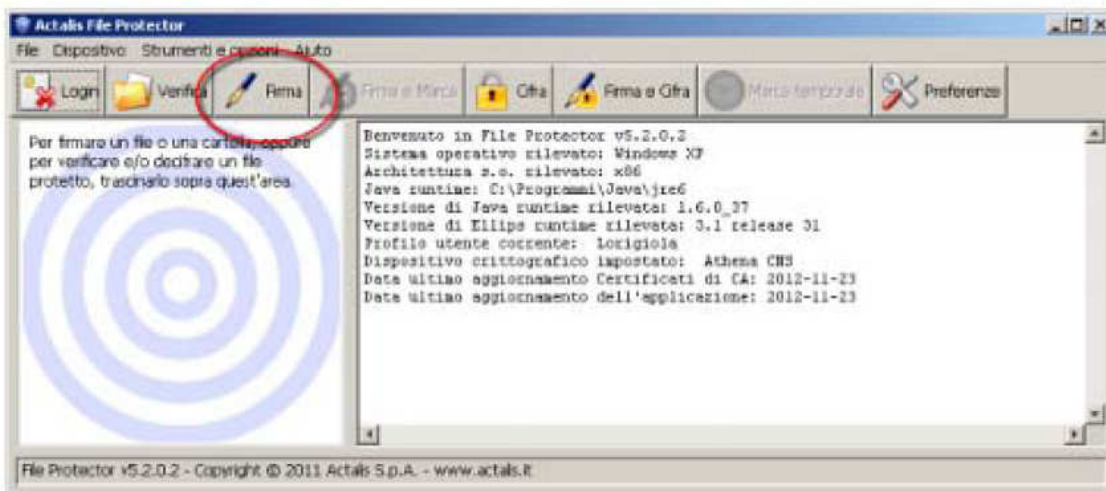 Actalis File Protector
File Dispositivo Strumenti e opzioni Aiuto
Login Verifica Firma Firma e Marca Cifra Firma e Cifra Marca temporale Preferenze
Per firmare un file o una cartella, oppure
per verificare e/o decifrare un file
protetto, trascinarlo sopra quest'area.
Benvenuto in File Protector v5.2.0.2
Sistema operativo rilevato: Windows XP
Architettura s.o. rilevato: x86
Java runtime: C:\Programmi\Java\jre6
Versione di Java runtime rilevata: 1.6.0_37
Versione di Ellips runtime rilevata: 3.1 release 31
Profilo utente corrente: Lorigiola
Dispositivo crittografico impostato: Athena CNS
Data ultimo aggiornamento Certificati di CA: 2012-11-23
Data ultimo aggiornamento dell'applicazione: 2012-11-23
File Protector v5.2.0.2 - Copyright © 2011 Actalis S.p.A. - www.actalis.it